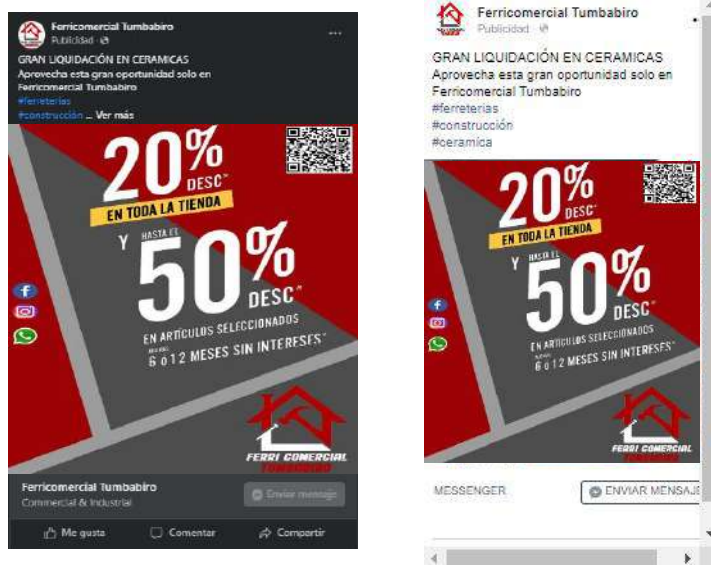 Ferricomercial Tumbabiro
Publicidad
GRAN LIQUIDACIÓN EN CERAMICAS
Aprovecha esta gran oportunidad solo en
Ferricomercial Tumbabiro
#ferreterias
#construcción ... Ver más
20%
DESC*
EN TODA LA TIENDA
Y HASTA EL
50%
DESC*
EN ARTÍCULOS SELECCIONADOS
6 ó 12 MESES SIN INTERESES*
FERRI COMERCIAL
TUMBABIRO
Ferricomercial Tumbabiro
Commercial & Industrial
Enviar mensaje
Me gusta
Comentar
Compartir
Ferricomercial Tumbabiro
Publicidad
GRAN LIQUIDACIÓN EN CERAMICAS
Aprovecha esta gran oportunidad solo en
Ferricomercial Tumbabiro
#ferreterias
#construcción
#ceramica
20%
DESC*
EN TODA LA TIENDA
Y HASTA EL
50%
DESC*
EN ARTÍCULOS SELECCIONADOS
6 ó 12 MESES SIN INTERESES*
FERRI COMERCIAL
TUMBABIRO
MESSENGER
ENVIAR MENSAJE